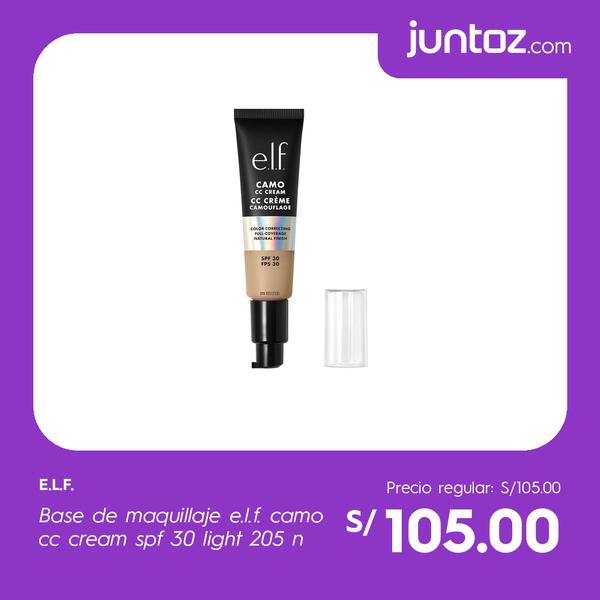 juntoz.com
e.l.f.
CAMO
CC CREAM
CC CRÈME
CAMOUFLAGE
COLOR CORRECTING
FULL-COVERAGE
NATURAL FINISH
SPF 30
FPS 30
E.L.F.
Base de maquillaje e.l.f. camo
cc cream spf 30 light 205 n
Precio regular: S/105.00
S/ 105.00